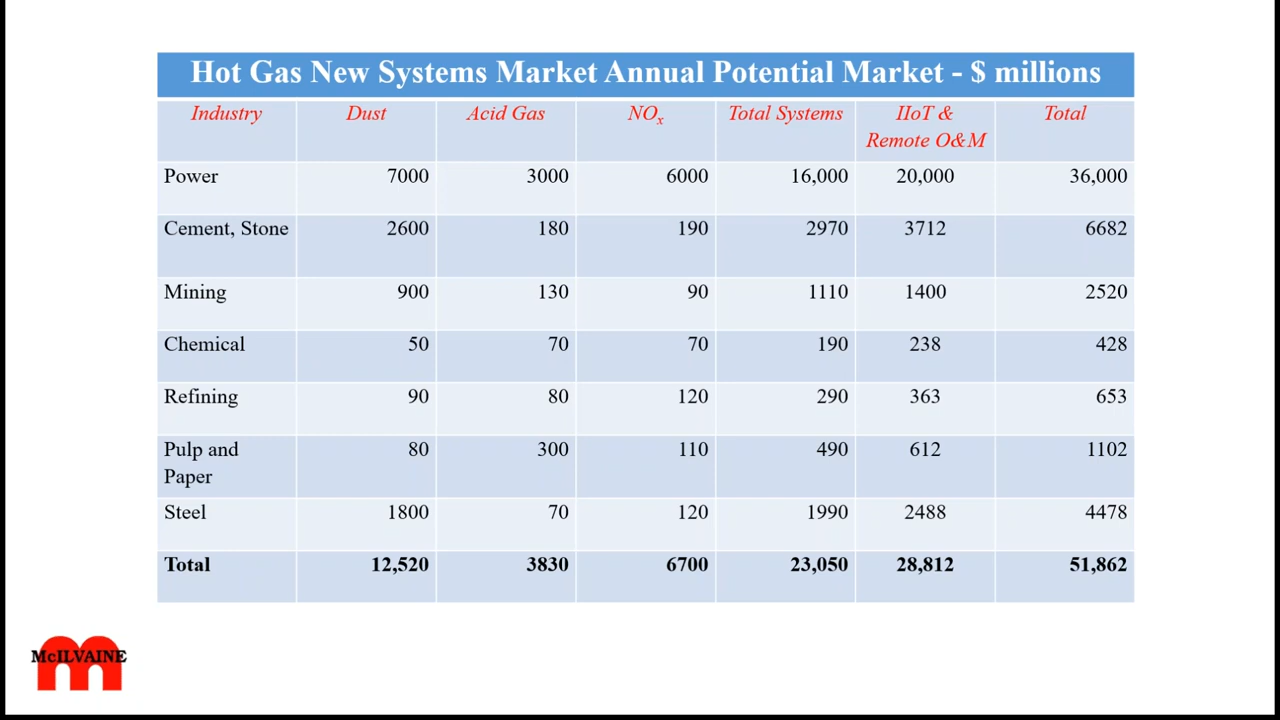 Hot Gas New Systems Market Annual Potential Market - $ millions
Industry Dust Acid Gas NOx Total Systems IIoT & Remote O&M Total
Power 7000 3000 6000 16,000 20,000 36,000
Cement, Stone 2600 180 190 2970 3712 6682
Mining 900 130 90 1110 1400 2520
Chemical 50 70 70 190 238 428
Refining 90 80 120 290 363 653
Pulp and Paper 80 300 110 490 612 1102
Steel 1800 70 120 1990 2488 4478
Total 12,520 3830 6700 23,050 28,812 51,862
McILVAINE